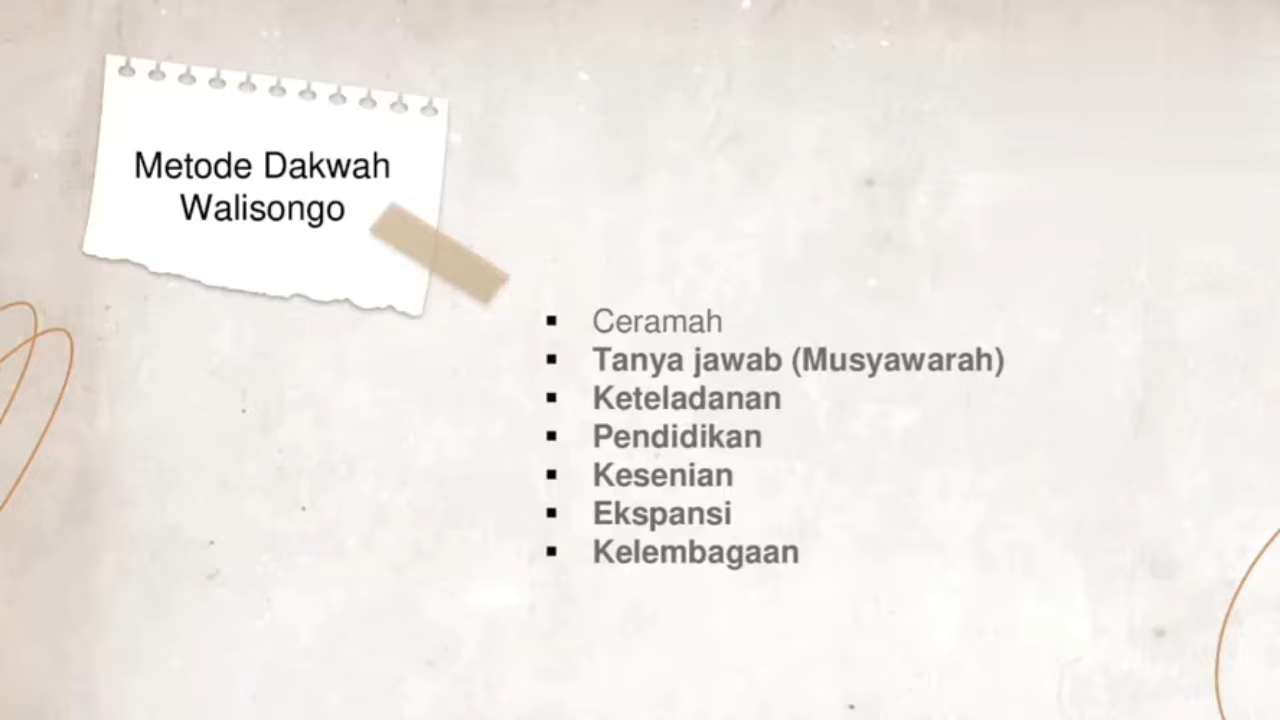 Metode Dakwah
Walisongo
▪ Ceramah
▪ Tanya jawab (Musyawarah)
▪ Keteladanan
▪ Pendidikan
▪ Kesenian
▪ Ekspansi
▪ Kelembagaan